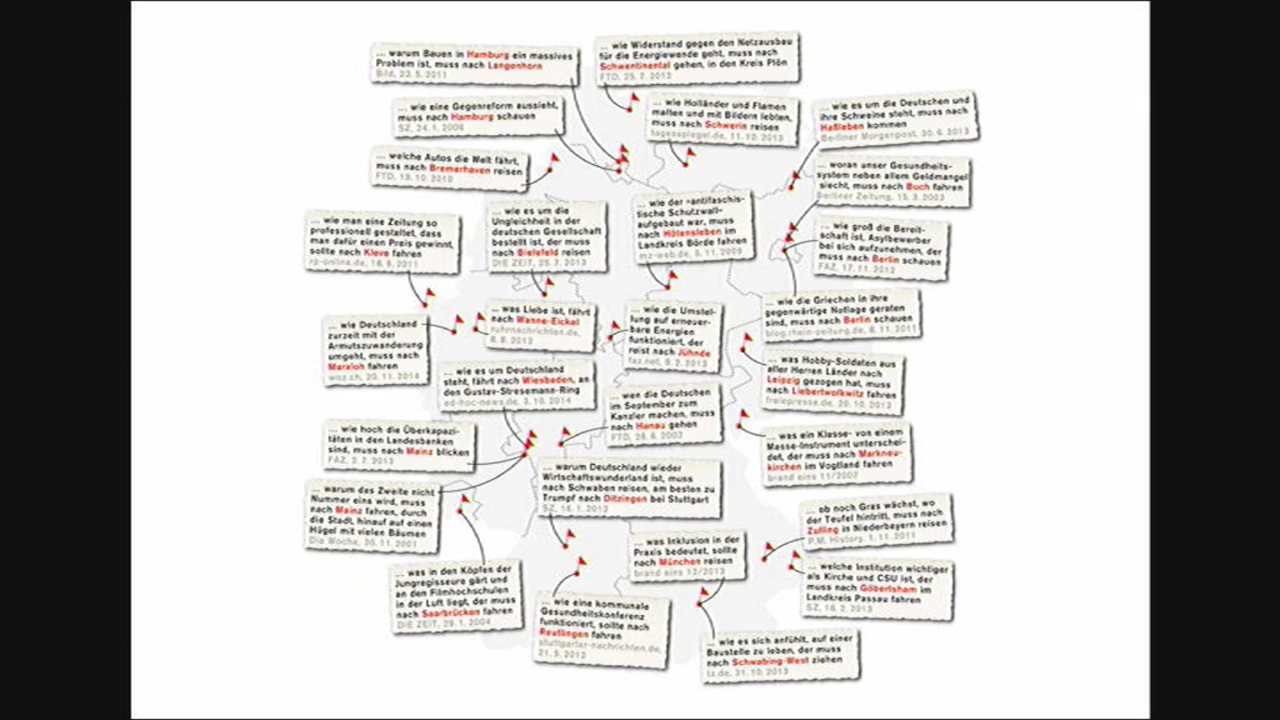 ... warum Bauen in Hamburg ein massives
Problem ist, muss nach Langenhorn
Bild, 23. 5. 2011
... wie Widerstand gegen den Netzausbau
für die Energiewende geht, muss nach
Schwentinental gehen, in den Kreis Plön
FTD, 25. 7. 2012
... wie eine Gegenreform aussieht,
muss nach Hamburg schauen
SZ, 24. 1. 2006
... wie Holländer und Flamen
malten und mit Bildern lebten,
muss nach Schwerin reisen
tagesspiegel.de, 11. 10. 2013
... wie es um die Deutschen und
ihre Schweine steht, muss nach
Haßleben kommen
Berliner Morgenpost, 30. 6. 2013
... welche Autos die Welt fährt,
muss nach Bremerhaven reisen
FTD, 18. 10. 2010
... woran unser Gesundheits-
system neben allem Geldmangel
siecht, muss nach Buch fahren
Berliner Zeitung, 15. 3. 2003
... wie man eine Zeitung so
professionell gestaltet, dass
man dafür einen Preis gewinnt,
sollte nach Kleve fahren
rp-online.de, 18. 6. 2011
... wie es um die
Ungleichheit in der
deutschen Gesellschaft
bestellt ist, der muss
nach Bielefeld reisen
DIE ZEIT, 25. 7. 2013
... wie der »antifaschis-
tische Schutzwall«
aufgebaut war, muss
nach Hötensleben im
Landkreis Börde fahren
mz-web.de, 5. 11. 2009
... wie groß die Bereit-
schaft ist, Asylbewerber
bei sich aufzunehmen, der
muss nach Berlin schauen
FAZ, 17. 11. 2012
... wie Deutschland
zurzeit mit der
Armutszuwanderung
umgeht, muss nach
Marxloh fahren
woz.ch, 20. 11. 2014
... was Liebe ist, fährt
nach Wanne-Eickel
ruhrnachrichten.de,
8. 8. 2013
... wie die Umstel-
lung auf erneuer-
bare Energien
funktioniert, der
reist nach Jühnde
faz.net, 9. 2. 2013
... wie die Griechen in ihre
gegenwärtige Notlage geraten
sind, muss nach Berlin schauen
blog.rhein-zeitung.de, 8. 11. 2011
... was Hobby-Soldaten aus
aller Herren Länder nach
Leipzig gezogen hat, muss
nach Liebertwolkwitz fahren
freiepresse.de, 20. 10. 2013
... wie es um Deutschland
steht, fährt nach Wiesbaden, an
den Gustav-Stresemann-Ring
ad-hoc-news.de, 3. 10. 2014
... wen die Deutschen
im September zum
Kanzler machen, muss
nach Hanau gehen
FTD, 28. 6. 2002
... wie hoch die Überkapazi-
täten in den Landesbanken
sind, muss nach Mainz blicken
FAZ, 2. 7. 2013
... was ein Klasse- von einem
Masse-Instrument unterschei-
det, der muss nach Markneu-
kirchen im Vogtland fahren
brand eins 11/2007
... warum das Zweite nicht
Nummer eins wird, muss
nach Mainz fahren, durch
die Stadt, hinauf auf einen
Hügel mit vielen Bäumen
Die Woche, 30. 11. 2001
... warum Deutschland wieder
Wirtschaftswunderland ist, muss
nach Schwaben reisen, am besten zu
Trumpf nach Ditzingen bei Stuttgart
SZ, 16. 1. 2012
... ob noch Gras wächst, wo
der Teufel hintritt, muss nach
Zulling in Niederbayern reisen
P.M. History, 1. 11. 2011
... was Inklusion in der
Praxis bedeutet, sollte
nach München reisen
brand eins 12/2013
... welche Institution wichtiger
als Kirche und CSU ist, der
muss nach Göbertsham im
Landkreis Passau fahren
SZ, 16. 2. 2013
... was in den Köpfen der
Jungregisseure gärt und
an den Filmhochschulen
in der Luft liegt, der muss
nach Saarbrücken fahren
DIE ZEIT, 29. 1. 2004
... wie eine kommunale
Gesundheitskonferenz
funktioniert, sollte nach
Reutlingen fahren
stuttgarter-nachrichten.de,
21. 5. 2013
... wie es sich anfühlt, auf einer
Baustelle zu leben, der muss
nach Schwabing-West ziehen
tz.de, 31. 10. 2013